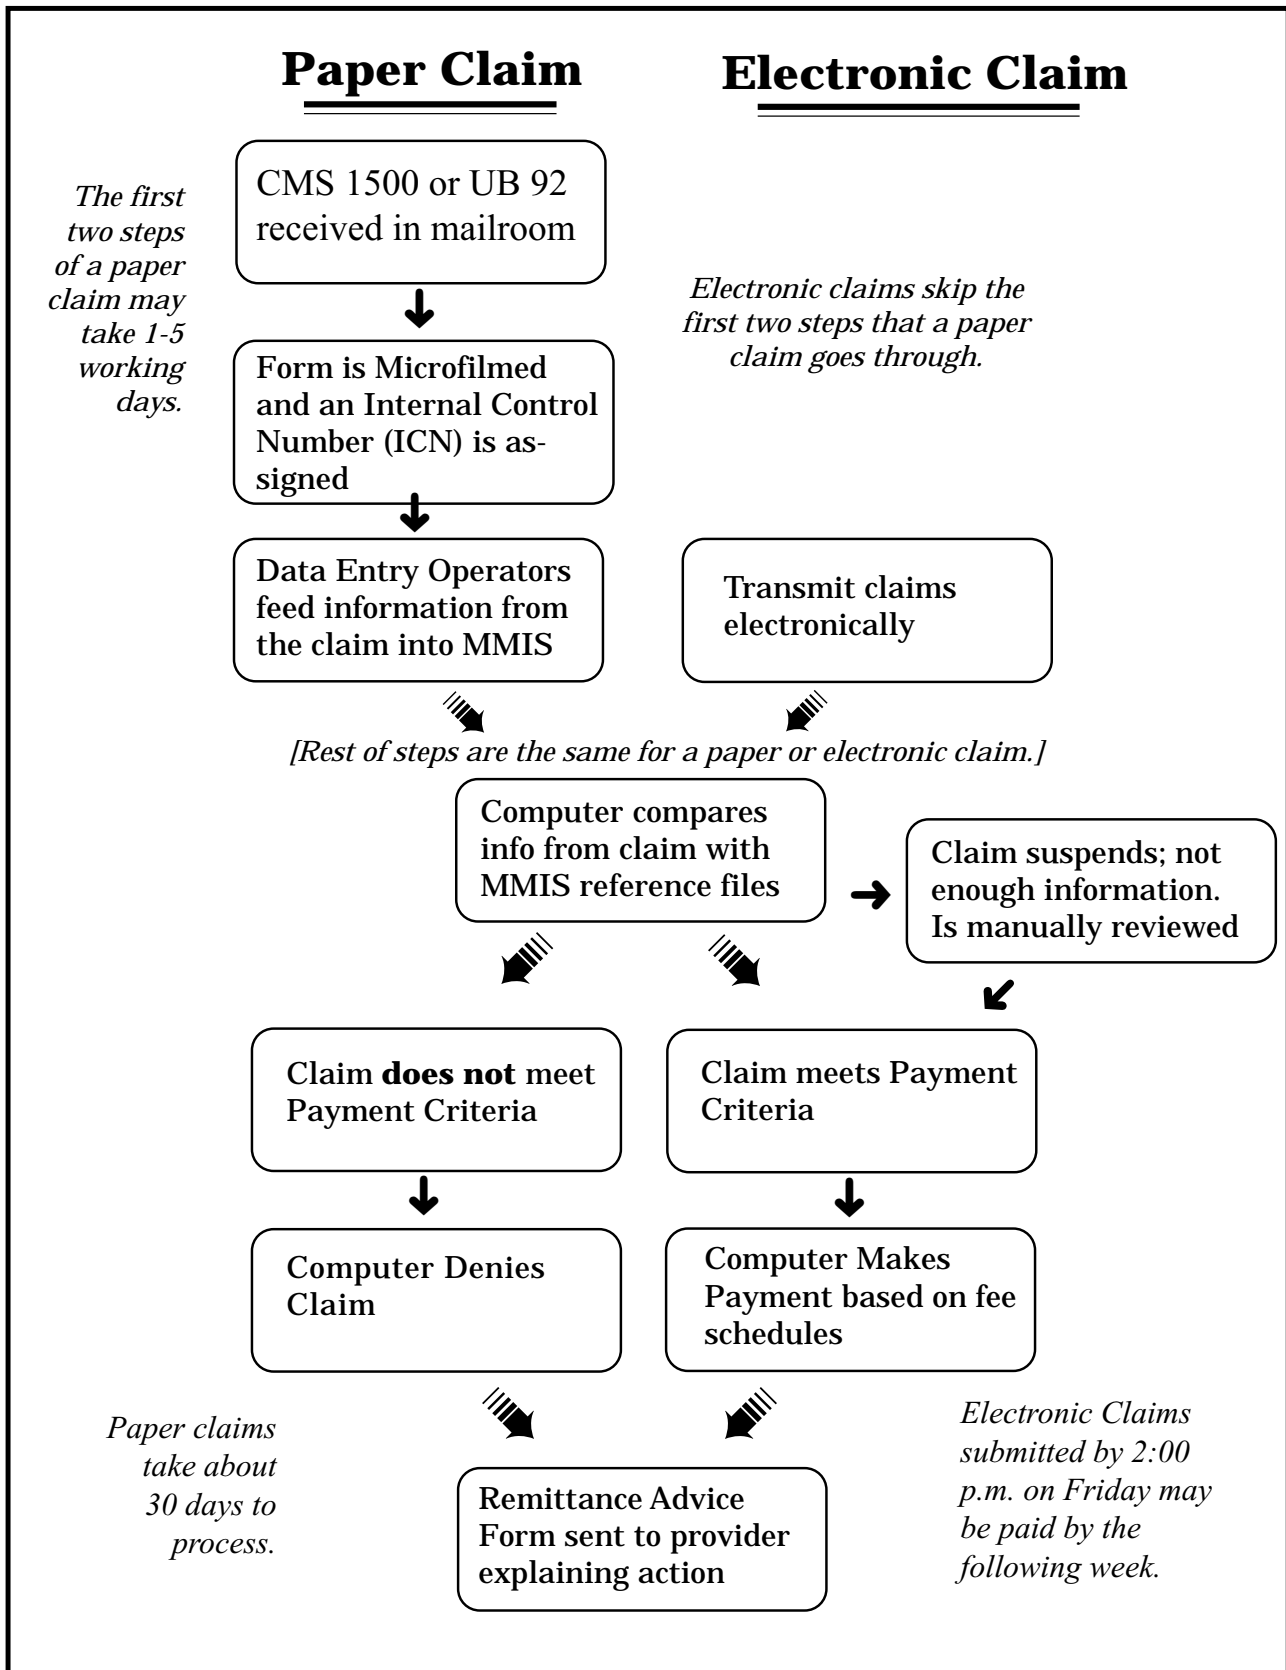 Paper Claim
Electronic Claim
The first
two steps
of a paper
claim may
take 1-5
working
days.
CMS 1500 or UB 92
received in mailroom
Electronic claims skip the
first two steps that a paper
claim goes through.
Form is Microfilmed
and an Internal Control
Number (ICN) is as-
signed
Data Entry Operators
feed information from
the claim into MMIS
Transmit claims
electronically
[Rest of steps are the same for a paper or electronic claim.]
Computer compares
info from claim with
MMIS reference files
Claim suspends; not
enough information.
Is manually reviewed
Claim does not meet
Payment Criteria
Claim meets Payment
Criteria
Computer Denies
Claim
Computer Makes
Payment based on fee
schedules
Paper claims
take about
30 days to
process.
Remittance Advice
Form sent to provider
explaining action
Electronic Claims
submitted by 2:00
p.m. on Friday may
be paid by the
following week.